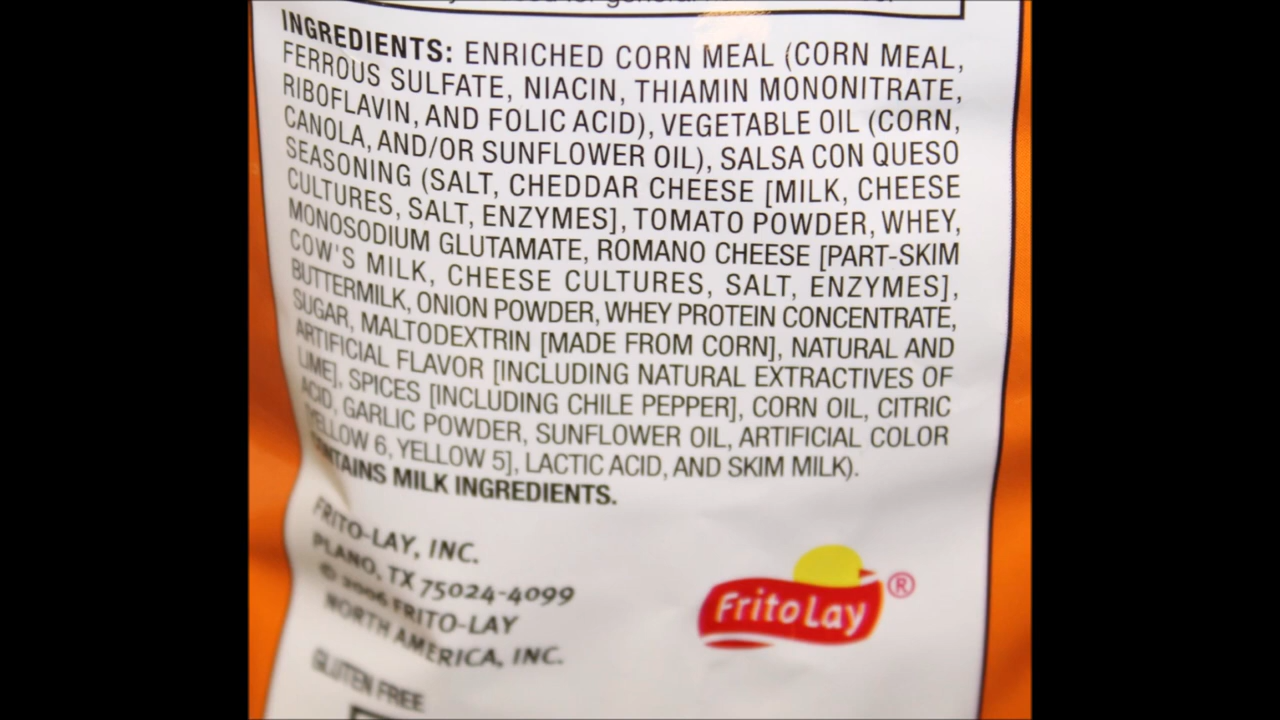 INGREDIENTS: ENRICHED CORN MEAL (CORN MEAL,
FERROUS SULFATE, NIACIN, THIAMIN MONONITRATE,
RIBOFLAVIN, AND FOLIC ACID), VEGETABLE OIL (CORN,
CANOLA, AND/OR SUNFLOWER OIL), SALSA CON QUESO
SEASONING (SALT, CHEDDAR CHEESE [MILK, CHEESE
CULTURES, SALT, ENZYMES], TOMATO POWDER, WHEY,
MONOSODIUM GLUTAMATE, ROMANO CHEESE [PART-SKIM
COW'S MILK, CHEESE CULTURES, SALT, ENZYMES],
BUTTERMILK, ONION POWDER, WHEY PROTEIN CONCENTRATE,
SUGAR, MALTODEXTRIN [MADE FROM CORN], NATURAL AND
ARTIFICIAL FLAVOR [INCLUDING NATURAL EXTRACTIVES OF
LIME], SPICES [INCLUDING CHILE PEPPER], CORN OIL, CITRIC
ACID, GARLIC POWDER, SUNFLOWER OIL, ARTIFICIAL COLOR
YELLOW 6, YELLOW 5], LACTIC ACID, AND SKIM MILK).
CONTAINS MILK INGREDIENTS.
FRITO-LAY, INC.
PLANO, TX 75024-4099
© 2006 FRITO-LAY
NORTH AMERICA, INC.
FritoLay ®
GLUTEN FREE